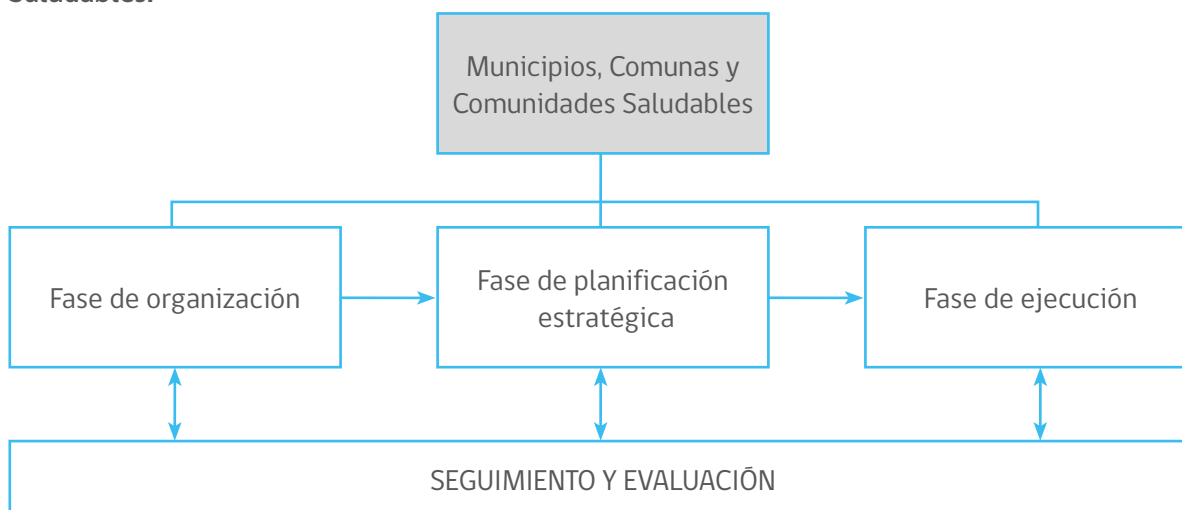 Saludables.
Municipios, Comunas y
Comunidades Saludables
Fase de organización
Fase de planificación
estratégica
Fase de ejecución
SEGUIMIENTO Y EVALUACIÓN